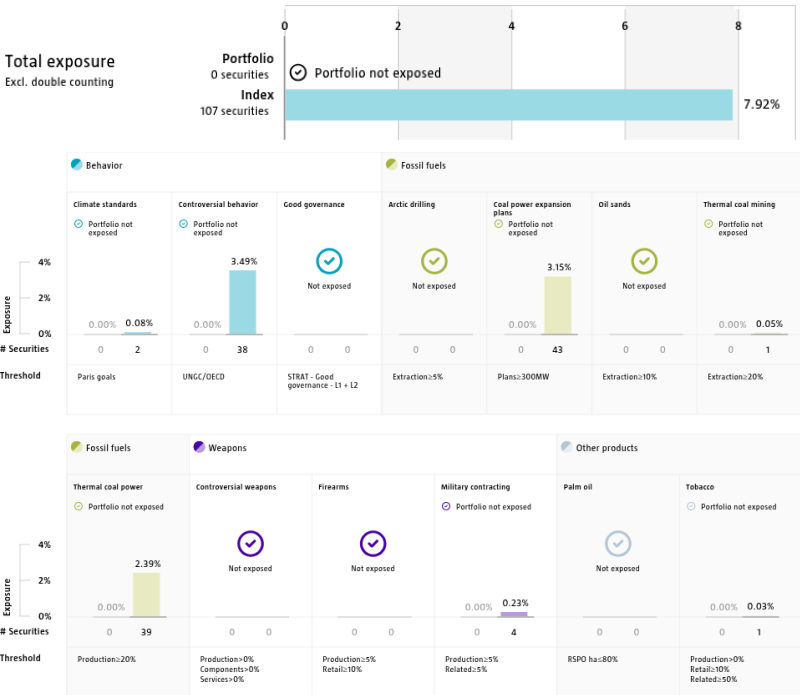 0 2 4 6 8
Total exposure
Excl. double counting
Portfolio
0 securities
Portfolio not exposed
Index
107 securities
7.92%
Behavior
Fossil fuels
Climate standards
Portfolio not
exposed
Controversial behavior
Portfolio not
exposed
Good governance
Not exposed
Arctic drilling
Not exposed
Coal power expansion
plans
Portfolio not
exposed
Oil sands
Not exposed
Thermal coal mining
Portfolio not
exposed
Exposure
4%
2%
0%
0.00% 0.08%
0.00% 3.49%
0.00% 3.15%
0.00% 0.05%
# Securities 0 2 0 38 0 0 0 0 0 43 0 0 0 1
Threshold
Paris goals
UNGC/OECD
STRAT - Good
governance - L1 + L2
Extraction≥5%
Plans≥300MW
Extraction≥10%
Extraction≥20%
Fossil fuels
Weapons
Other products
Thermal coal power
Portfolio not exposed
Controversial weapons
Not exposed
Firearms
Not exposed
Military contracting
Portfolio not exposed
Palm oil
Not exposed
Tobacco
Portfolio not exposed
Exposure
4%
2%
0%
0.00% 2.39%
0.00% 0.23%
0.00% 0.03%
# Securities 0 39 0 0 0 0 0 4 0 0 0 1
Threshold
Production≥20%
Production>0%
Components>0%
Services>0%
Production≥5%
Retail≥10%
Production≥5%
Related≥5%
RSPO ha≤80%
Production>0%
Retail≥10%
Related≥50%